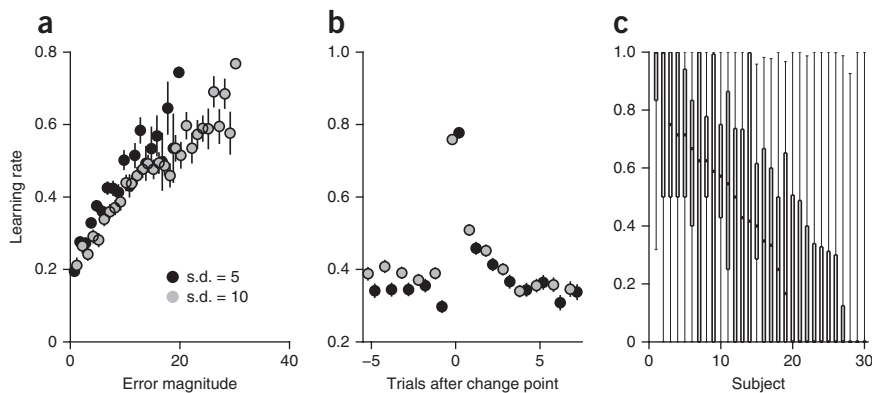 a
b
c
Learning rate
0.8
0.6
0.4
0.2
0
0
20
40
Error magnitude
s.d. = 5
s.d. = 10
1.0
0.8
0.6
0.4
0.2
−5
0
5
Trials after change point
1.0
0.8
0.6
0.4
0.2
0
0
10
20
30
Subject